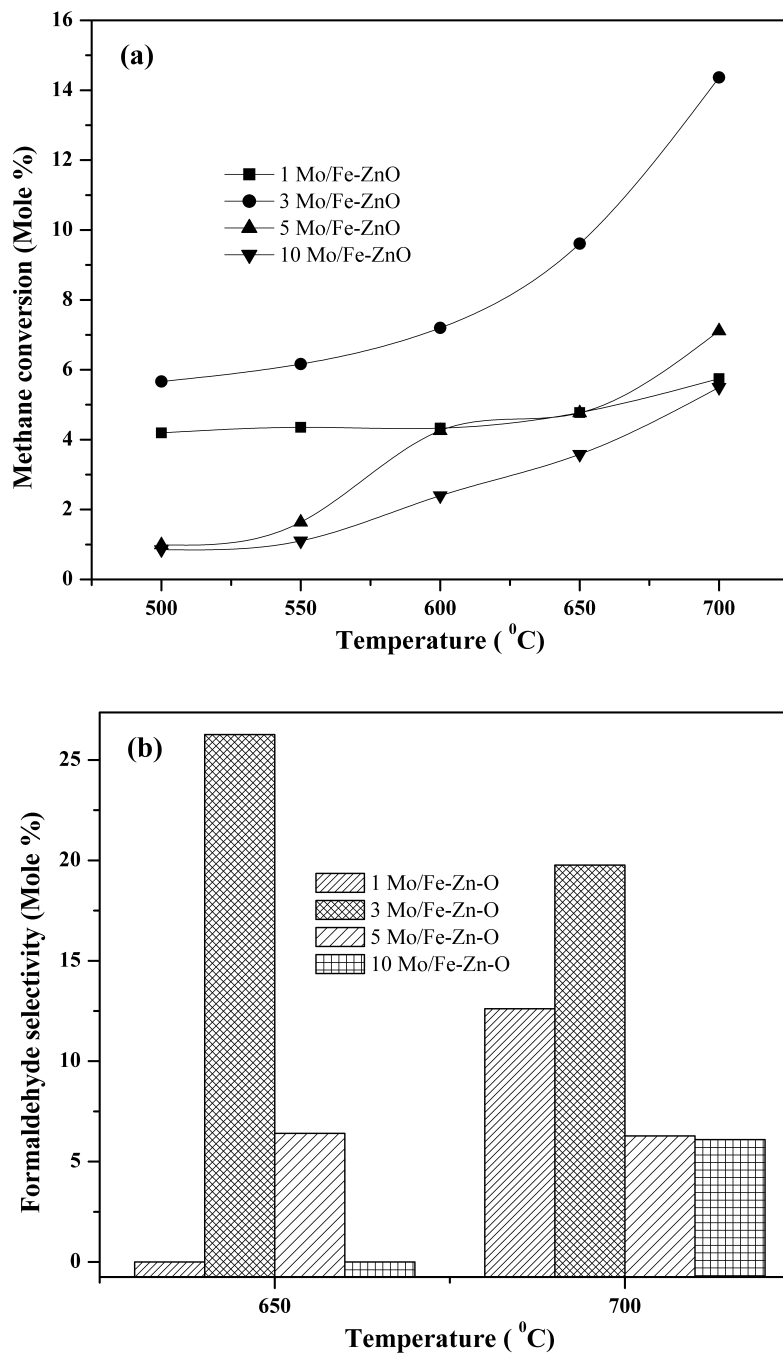 (a)
16
14
12
10
8
6
4
2
0
Methane conversion (Mole %)
1 Mo/Fe-ZnO
3 Mo/Fe-ZnO
5 Mo/Fe-ZnO
10 Mo/Fe-ZnO
500 550 600 650 700
Temperature ( ⁰C)
(b)
25
20
15
10
5
0
Formaldehyde selectivity (Mole %)
1 Mo/Fe-Zn-O
3 Mo/Fe-Zn-O
5 Mo/Fe-Zn-O
10 Mo/Fe-Zn-O
650 700
Temperature ( ⁰C)